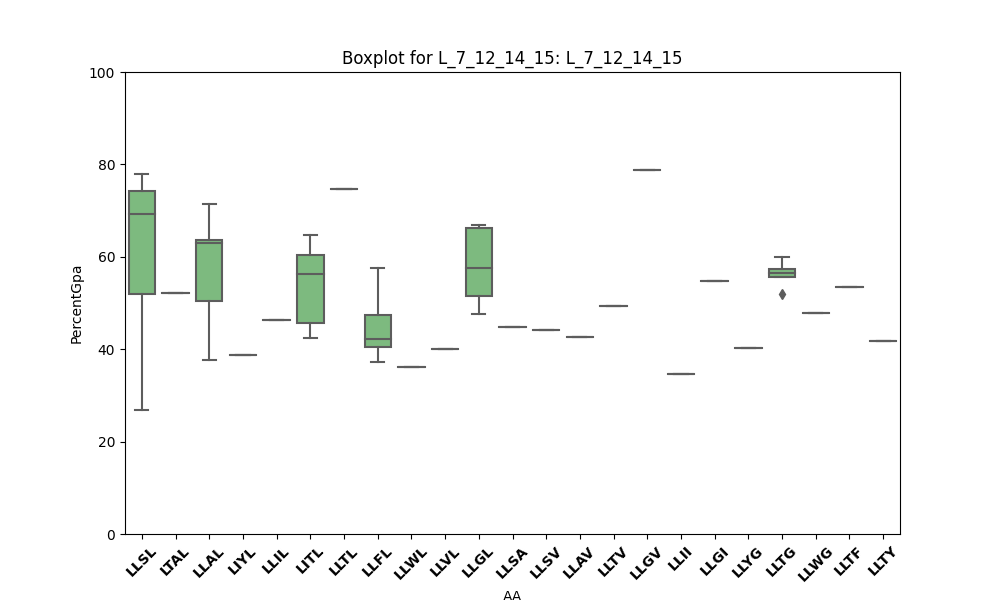 Boxplot for L_7_12_14_15: L_7_12_14_15
100
80
60
40
20
0
PercentGpa
LLSL LTAL LLAL LIYL LLIL LITL LLTL LLFL LLWL LLVL LLGL LLSA LLSV LLAV LLTV LLGV LLII LLGI LLYG LLTG LLWG LLTF LLTY
AA